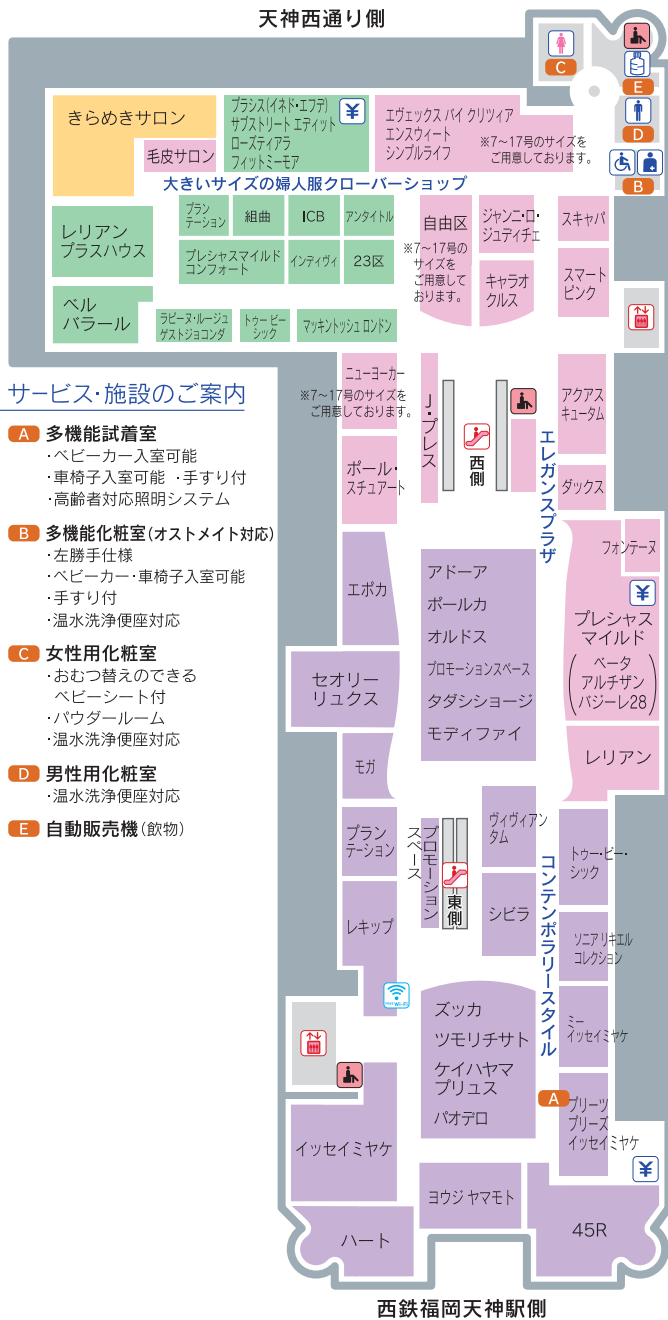 天神西通り側
C
E
D
B
きらめきサロン
毛皮サロン
プラシス(イネド・エフデ)
サブストリート エディット
ローズティアラ
フィットミーモア
¥
エヴェックス バイ クリツィア
エンスウィート
シンプルライフ
※7〜17号のサイズを
ご用意しております。
大きいサイズの婦人服クローバーショップ
レリアン
プラスハウス
プラン
テーション
組曲
ICB
アンタイトル
プレシャスマイルド
コンフォート
インディヴィ
23区
ベル
バラール
ラピーヌ・ルージュ
ゲストジョコンダ
トゥー ビー
シック
マッキントッシュ ロンドン
自由区
※7〜17号の
サイズを
ご用意して
おります。
ジャンニ・ロ・
ジュディチェ
キャラオ
クルス
スキャパ
スマート
ピンク
サービス・施設のご案内
A 多機能試着室
・ベビーカー入室可能
・車椅子入室可能 ・手すり付
・高齢者対応照明システム
B 多機能化粧室(オストメイト対応)
・左勝手仕様
・ベビーカー・車椅子入室可能
・手すり付
・温水洗浄便座対応
C 女性用化粧室
・おむつ替えのできる
ベビーシート付
・パウダールーム
・温水洗浄便座対応
D 男性用化粧室
・温水洗浄便座対応
E 自動販売機(飲物)
ニューヨーカー
※7〜17号のサイズを
ご用意しております。
J・プレス
西側
アクアス
キュータム
エレガンスプラザ
ポール・
スチュアート
ダックス
フォンテーヌ
¥
プレシャス
マイルド
(ベータ
アルチザン
バジーレ28)
レリアン
エポカ
セオリー
リュクス
モガ
アドーア
ポールカ
オルドス
プロモーションスペース
タダシショージ
モディファイ
プラン
テーション
プロモーション
スペース
東側
ヴィヴィアン
タム
シビラ
コンテンポラリースタイル
トゥー・ビー・
シック
レキップ
ソニア リキエル
コレクション
Wi-Fi
ズッカ
ツモリチサト
ケイハヤマ
プリュス
パオデロ
ミー
イッセイミヤケ
A
プリーツ
プリーズ
イッセイミヤケ
¥
イッセイミヤケ
ヨウジ ヤマモト
ハート
45R
西鉄福岡天神駅側